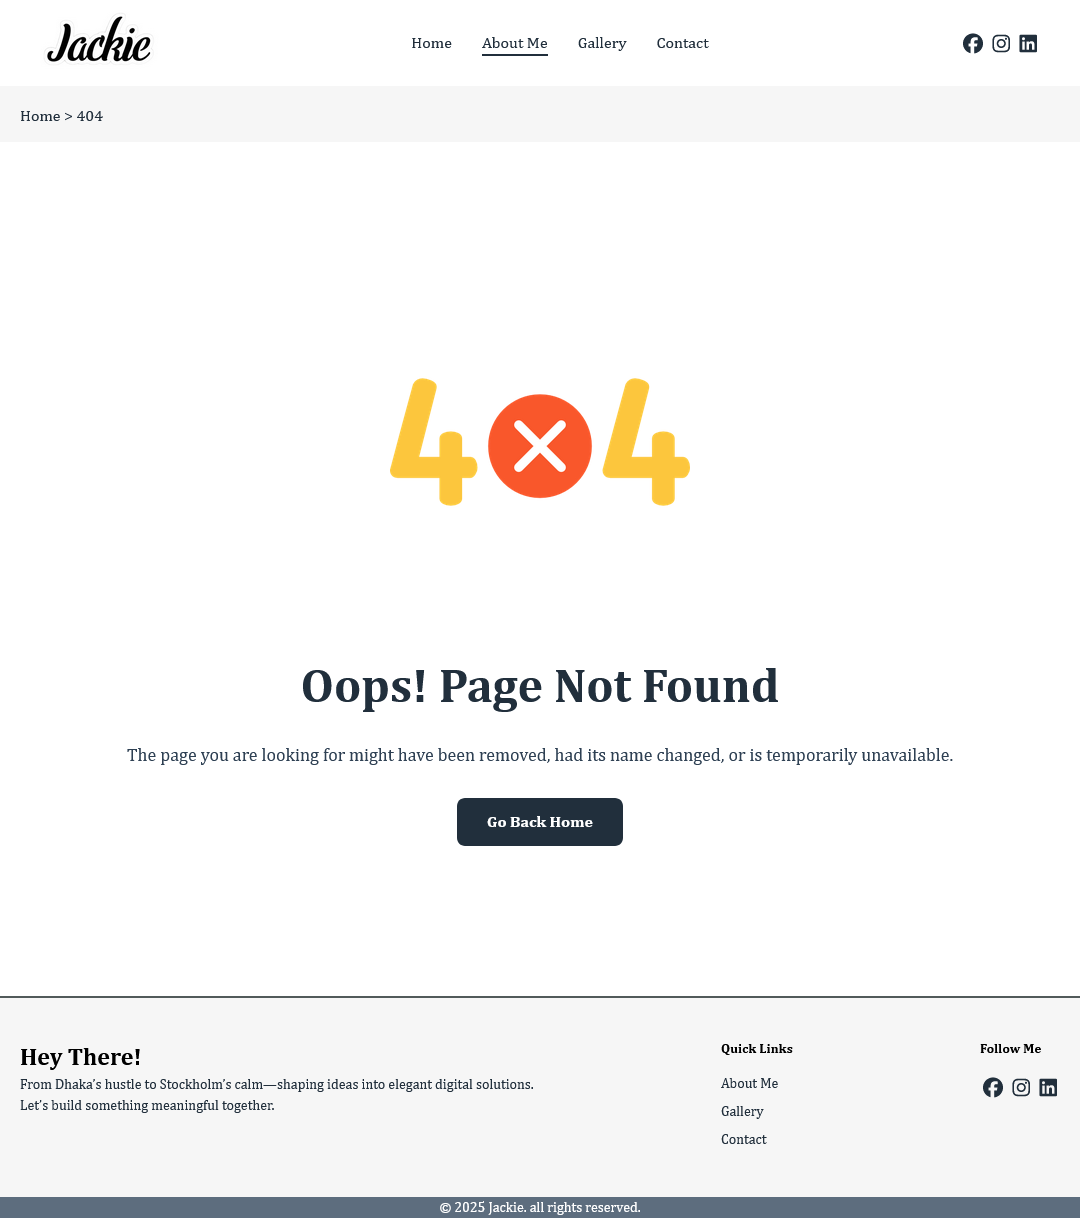 Jackie
Home About Me Gallery Contact
Home > 404
4 4
Oops! Page Not Found
The page you are looking for might have been removed, had its name changed, or is temporarily unavailable.
Go Back Home
Hey There!
From Dhaka's hustle to Stockholm's calm—shaping ideas into elegant digital solutions.
Let's build something meaningful together.
Quick Links
About Me
Gallery
Contact
Follow Me
© 2025 Jackie. all rights reserved.